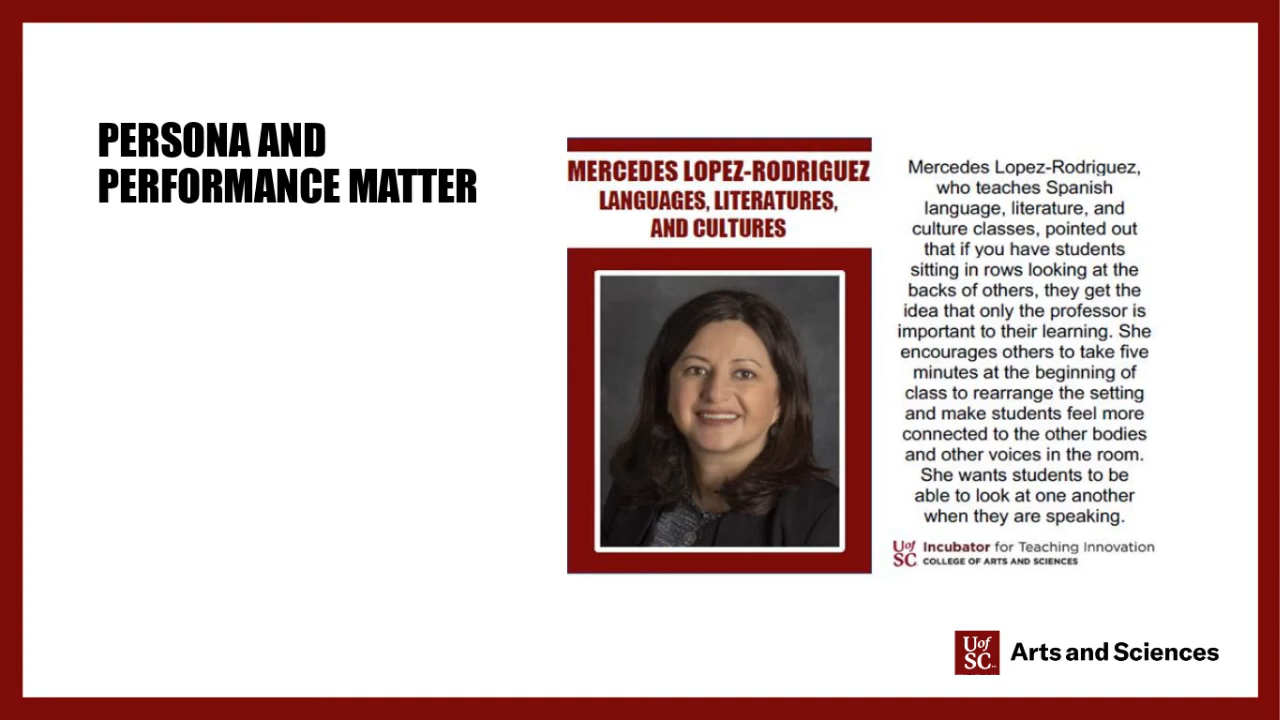 PERSONA AND
PERFORMANCE MATTER
MERCEDES LOPEZ-RODRIGUEZ
LANGUAGES, LITERATURES,
AND CULTURES
Mercedes Lopez-Rodriguez,
who teaches Spanish
language, literature, and
culture classes, pointed out
that if you have students
sitting in rows looking at the
backs of others, they get the
idea that only the professor is
important to their learning. She
encourages others to take five
minutes at the beginning of
class to rearrange the setting
and make students feel more
connected to the other bodies
and other voices in the room.
She wants students to be
able to look at one another
when they are speaking.
U of SC Incubator for Teaching Innovation
COLLEGE OF ARTS AND SCIENCES
U of SC Arts and Sciences